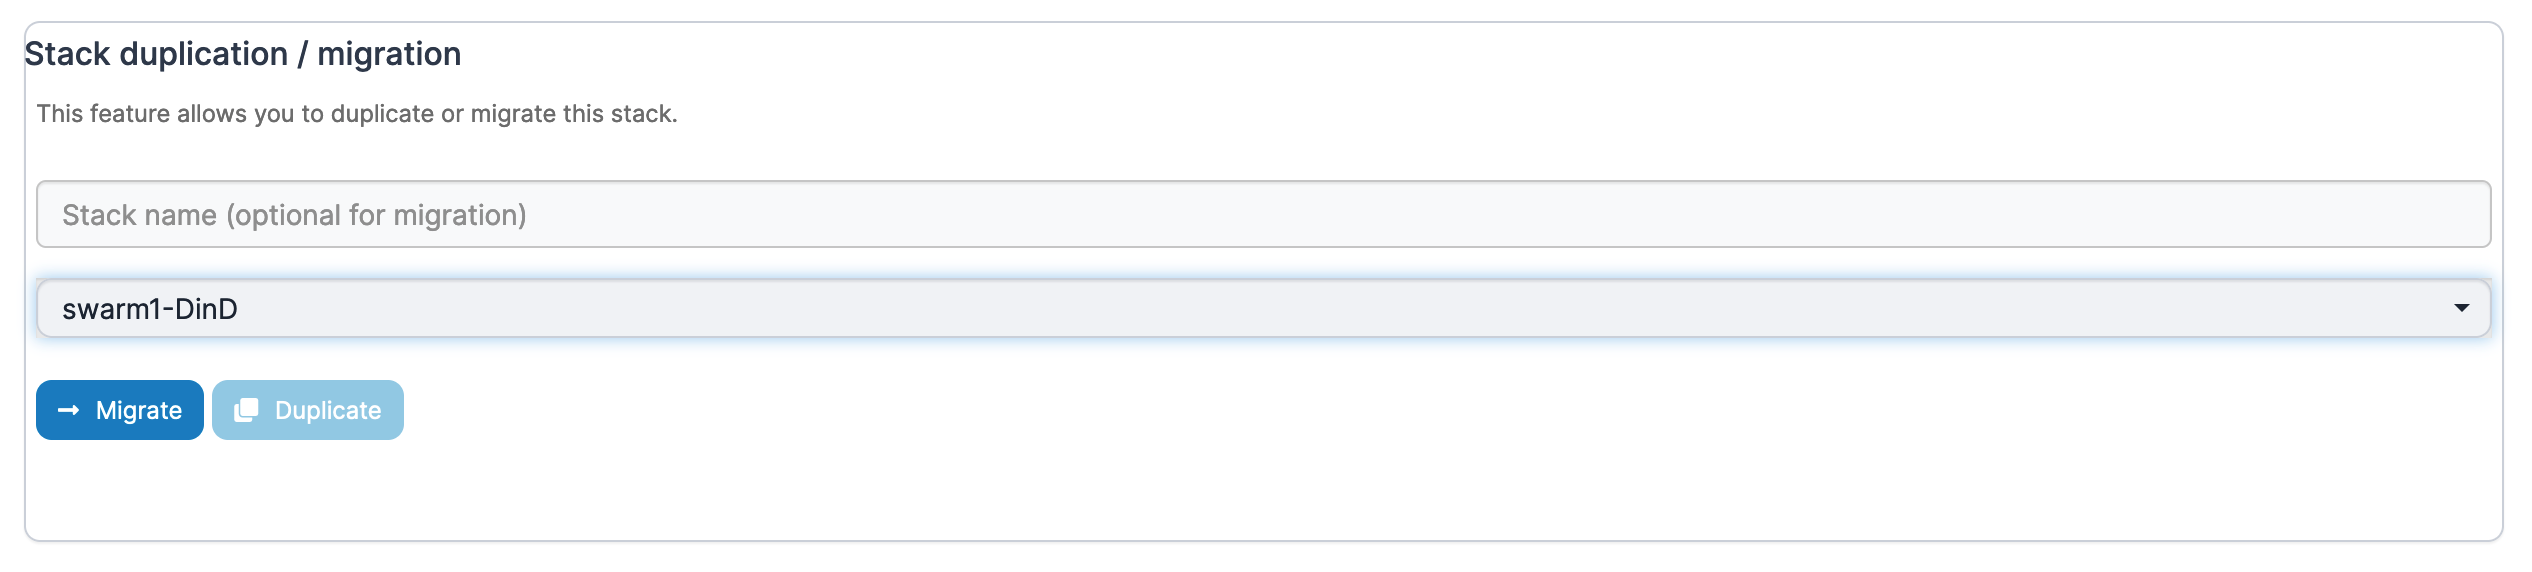 Stack duplication / migration
This feature allows you to duplicate or migrate this stack.
Stack name (optional for migration)
swarm1-DinD
Migrate Duplicate